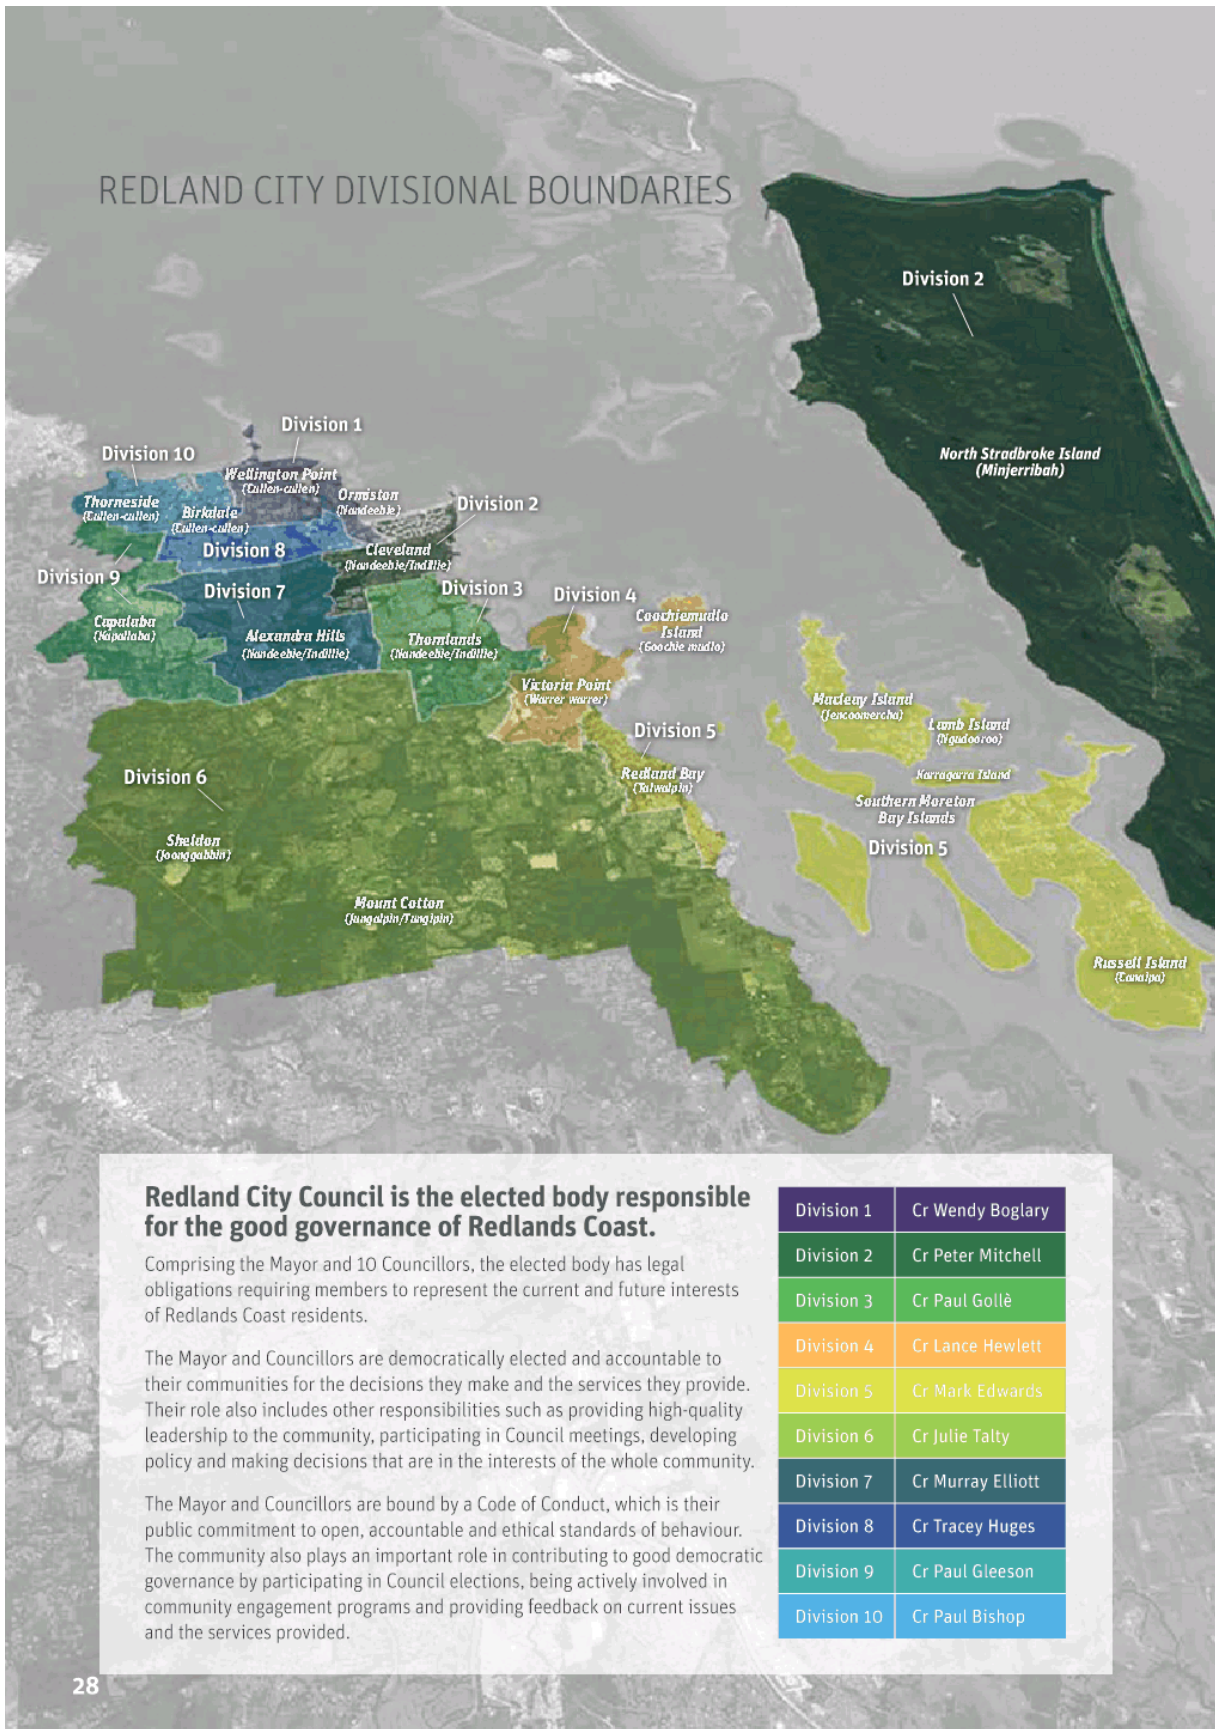 REDLAND CITY DIVISIONAL BOUNDARIES
Division 2
North Stradbroke Island
(Minjerribah)
Division 1
Division 10
Wellington Point
(Cullen-cullen)
Ormiston
(Nandeebie)
Thorneside
(Cullen-cullen)
Birkdale
(Cullen-cullen)
Division 2
Division 8
Cleveland
(Nandeebie/Indillie)
Division 9
Division 7
Division 3
Division 4
Capalaba
(Kapallaba)
Alexandra Hills
(Nandeebie/Indillie)
Thornlands
(Nandeebie/Indillie)
Coochiemudlo
Island
(Goochie mudlo)
Victoria Point
(Warrer warrer)
Macleay Island
(Jencoomercha)
Lamb Island
(Ngudooroo)
Division 5
Redland Bay
(Talwalpin)
Karragarra Island
Southern Moreton
Bay Islands
Division 5
Division 6
Sheldon
(Joonggabbin)
Mount Cotton
(Jungalpin/Tungipin)
Russell Island
(Canaipa)
Redland City Council is the elected body responsible
for the good governance of Redlands Coast.
Comprising the Mayor and 10 Councillors, the elected body has legal
obligations requiring members to represent the current and future interests
of Redlands Coast residents.
The Mayor and Councillors are democratically elected and accountable to
their communities for the decisions they make and the services they provide.
Their role also includes other responsibilities such as providing high-quality
leadership to the community, participating in Council meetings, developing
policy and making decisions that are in the interests of the whole community.
The Mayor and Councillors are bound by a Code of Conduct, which is their
public commitment to open, accountable and ethical standards of behaviour.
The community also plays an important role in contributing to good democratic
governance by participating in Council elections, being actively involved in
community engagement programs and providing feedback on current issues
and the services provided.
Division 1 Cr Wendy Boglary
Division 2 Cr Peter Mitchell
Division 3 Cr Paul Gollè
Division 4 Cr Lance Hewlett
Division 5 Cr Mark Edwards
Division 6 Cr Julie Talty
Division 7 Cr Murray Elliott
Division 8 Cr Tracey Huges
Division 9 Cr Paul Gleeson
Division 10 Cr Paul Bishop
28